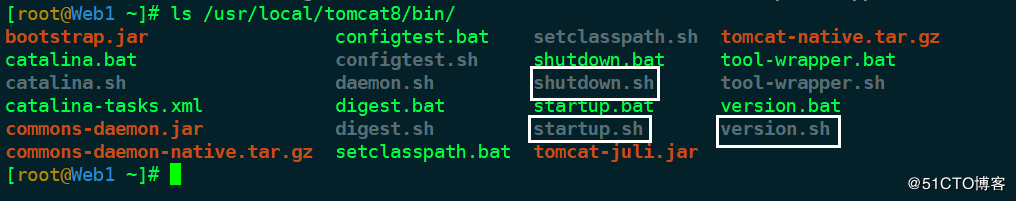 [root@Web1 ~]# ls /usr/local/tomcat8/bin/
bootstrap.jar configtest.bat setclasspath.sh tomcat-native.tar.gz
catalina.bat configtest.sh shutdown.bat tool-wrapper.bat
catalina.sh daemon.sh shutdown.sh tool-wrapper.sh
catalina-tasks.xml digest.bat startup.bat version.bat
commons-daemon.jar digest.sh startup.sh version.sh
commons-daemon-native.tar.gz setclasspath.bat tomcat-juli.jar
[root@Web1 ~]#
@51CTO博客